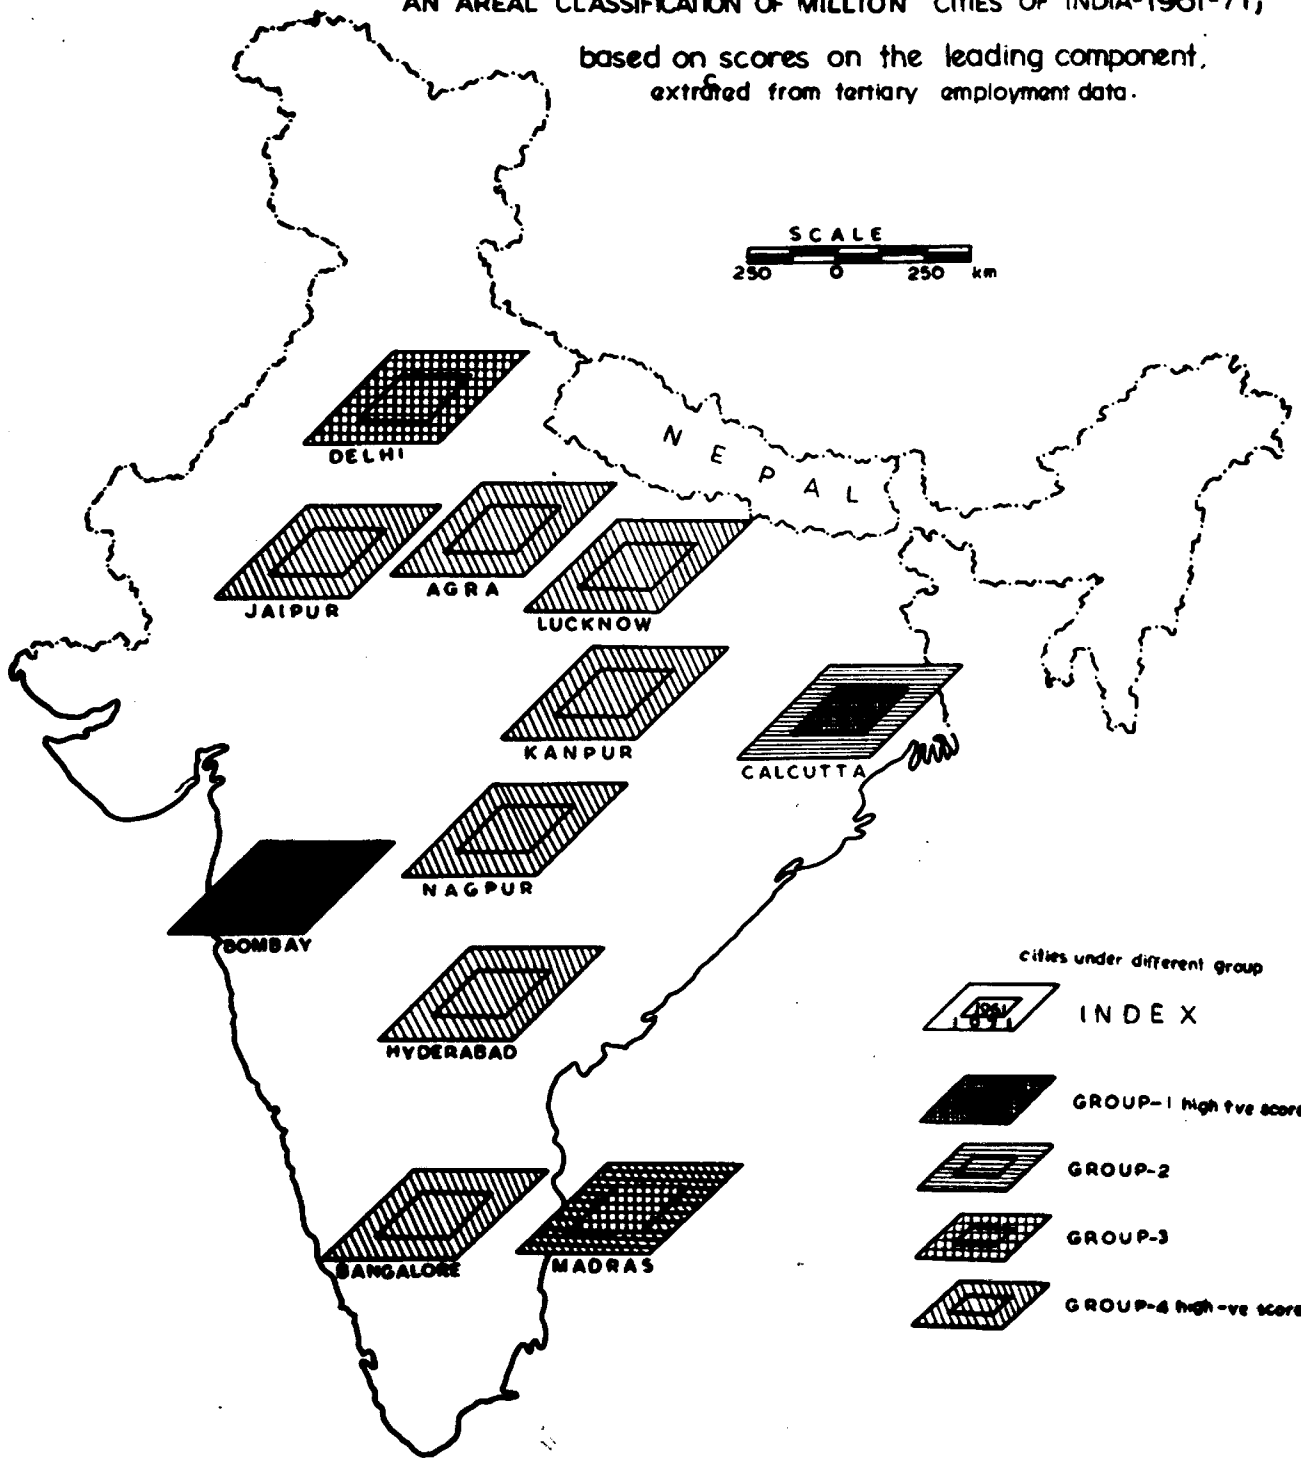 AN AREAL CLASSIFICATION OF MILLION CITIES OF INDIA-1961-71,
based on scores on the leading component,
extrcated from tertiary employment data.
SCALE
250 0 250 km
NEPAL
DELHI
JAIPUR
AGRA
LUCKNOW
KANPUR
CALCUTTA
NAGPUR
BOMBAY
HYDERABAD
BANGALORE
MADRAS
cities under different group
1961
1971
INDEX
GROUP-1 high +ve score
GROUP-2
GROUP-3
GROUP-4 high -ve score